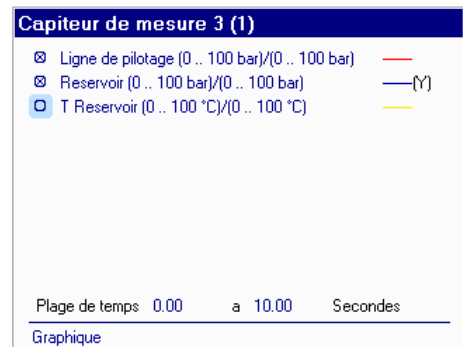 Capiteur de mesure 3 (1)
Ligne de pilotage (0 .. 100 bar)/(0 .. 100 bar)
Reservoir (0 .. 100 bar)/(0 .. 100 bar) (Y)
T Reservoir (0 .. 100 °C)/(0 .. 100 °C)
Plage de temps 0.00 a 10.00 Secondes
Graphique